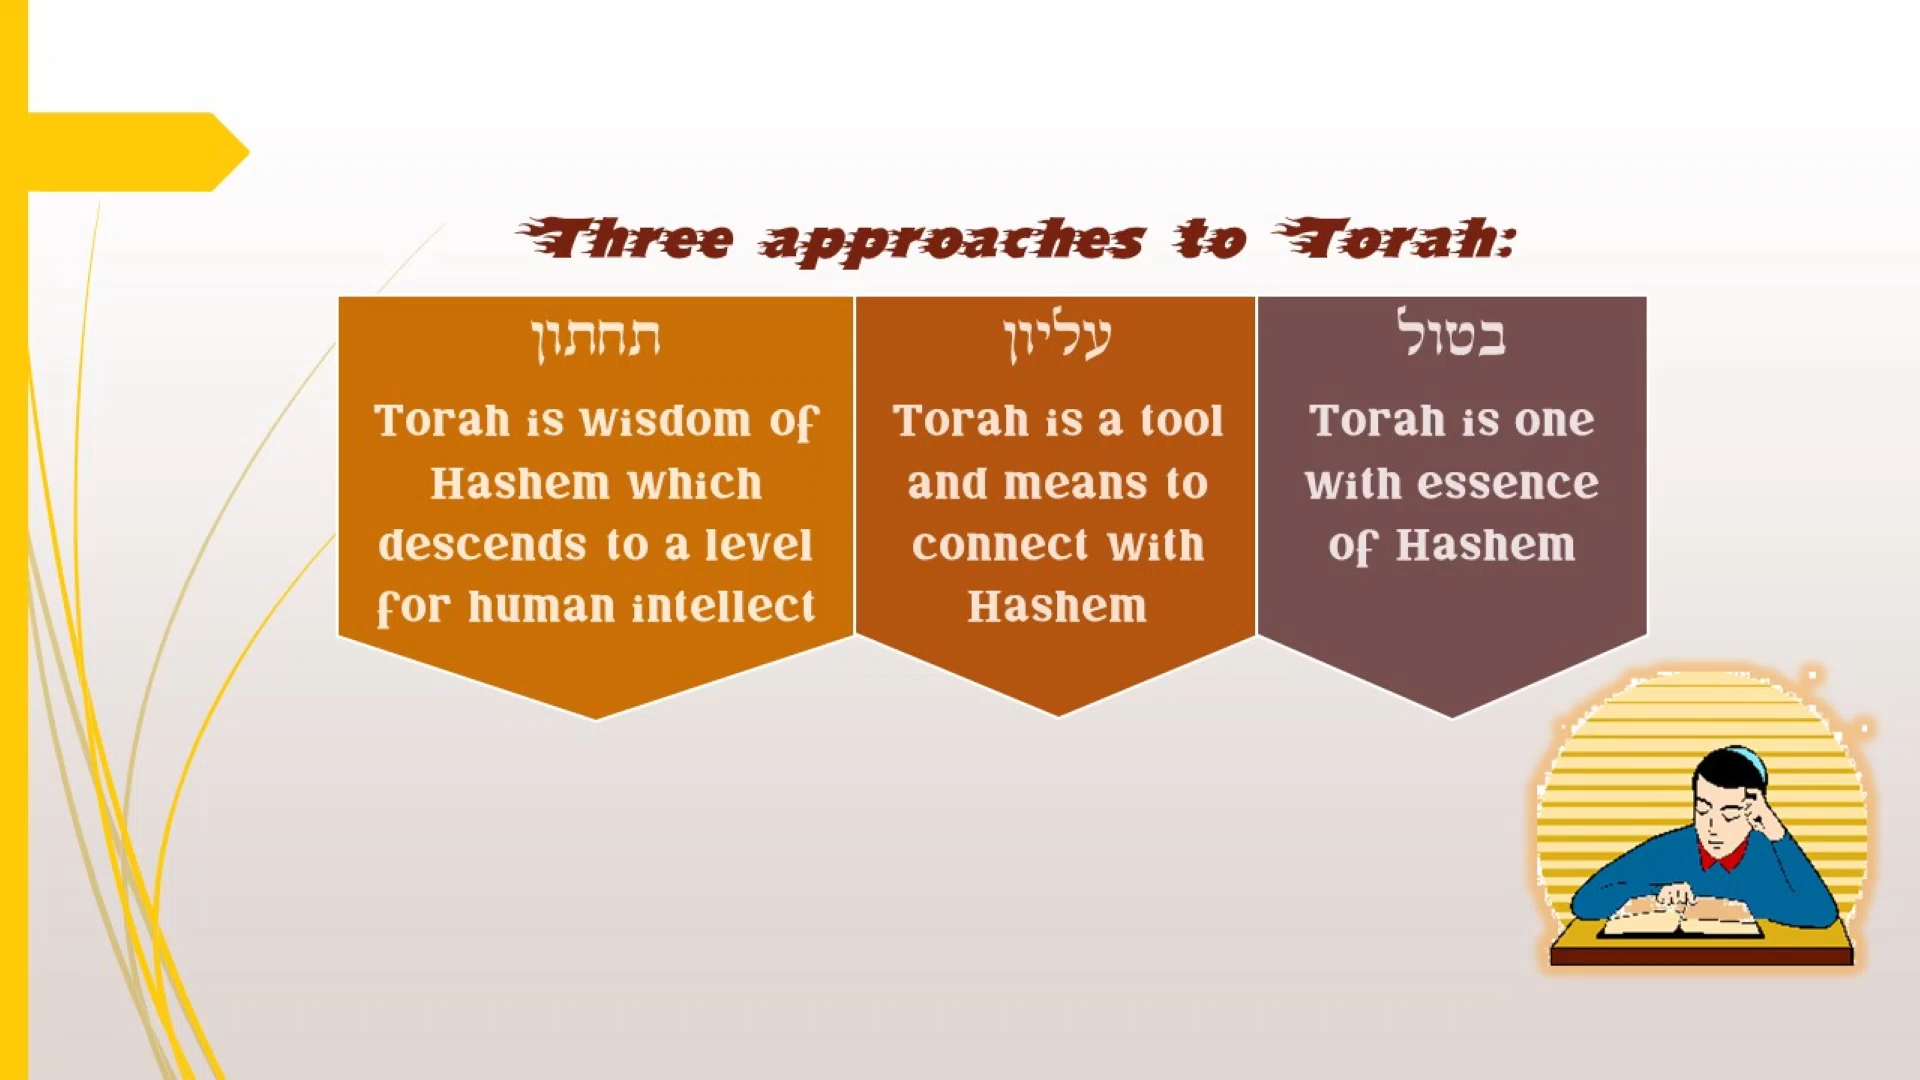 Three approaches to Torah:
תחתון
Torah is wisdom of
Hashem which
descends to a level
for human intellect
עליון
Torah is a tool
and means to
connect with
Hashem
בטול
Torah is one
with essence
of Hashem